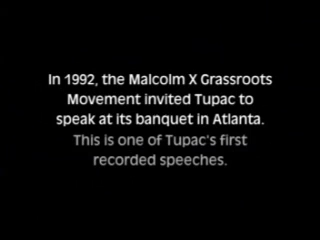 In 1992, the Malcolm X Grassroots
Movement invited Tupac to
speak at its banquet in Atlanta.
This is one of Tupac's first
recorded speeches.